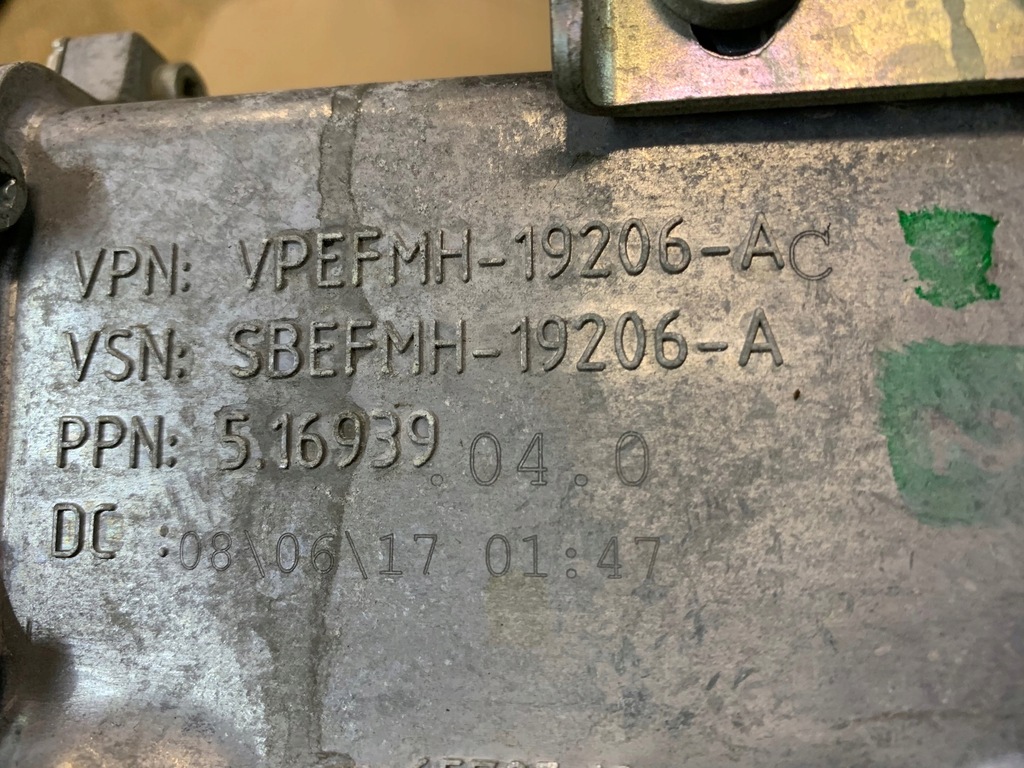 VPN: VPEFMH-19206-AC
VSN: SBEFMH-19206-A
PPN: 5.16939.04.0
DC :08\06\17 01:47